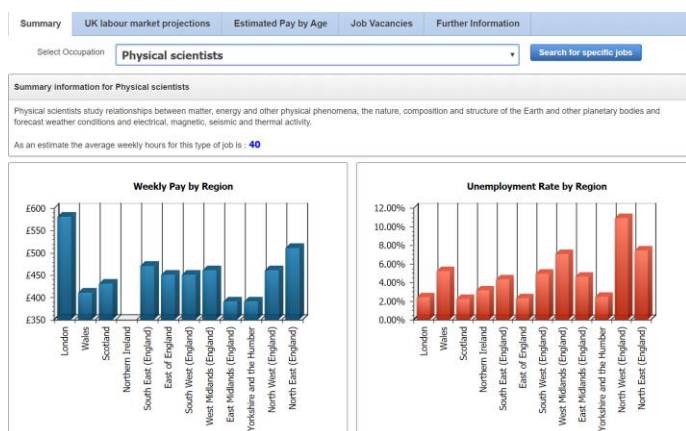 Summary
UK labour market projections
Estimated Pay by Age
Job Vacancies
Further Information
Select Occupation
Physical scientists
Search for specific jobs
Summary information for Physical scientists
Physical scientists study relationships between matter, energy and other physical phenomena, the nature, composition and structure of the Earth and other planetary bodies and
forecast weather conditions and electrical, magnetic, seismic and thermal activity.
As an estimate the average weekly hours for this type of job is : 40
Weekly Pay by Region
£600
£550
£500
£450
£400
£350
London
Wales
Scotland
Northern Ireland
South East (England)
East of England
South West (England)
West Midlands (England)
East Midlands (England)
Yorkshire and the Humber
North West (England)
North East (England)
Unemployment Rate by Region
12.00%
10.00%
8.00%
6.00%
4.00%
2.00%
0.00%
London
Wales
Scotland
Northern Ireland
South East (England)
East of England
South West (England)
West Midlands (England)
East Midlands (England)
Yorkshire and the Humber
North West (England)
North East (England)